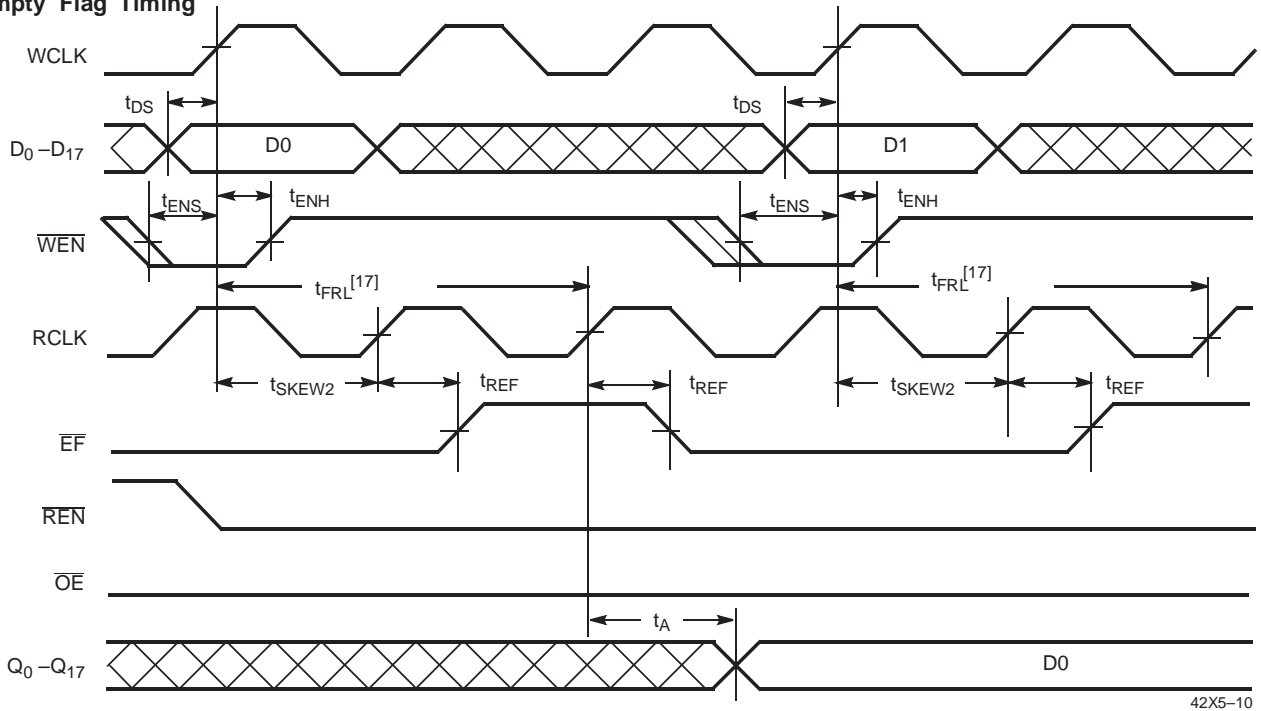 mpty Flag Timing
WCLK
tDS
tDS
D0 –D17
D0
D1
tENS
tENH
tENS
tENH
WEN
tFRL[17]
tFRL[17]
RCLK
tSKEW2
tREF
tREF
tSKEW2
tREF
EF
REN
OE
tA
Q0 –Q17
D0
42X5–10